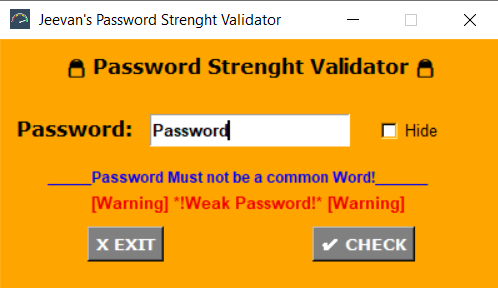 Jeevan's Password Strenght Validator
Password Strenght Validator
Password: Password Hide
_____Password Must not be a common Word!______
[Warning] *!Weak Password!* [Warning]
X EXIT ✔ CHECK